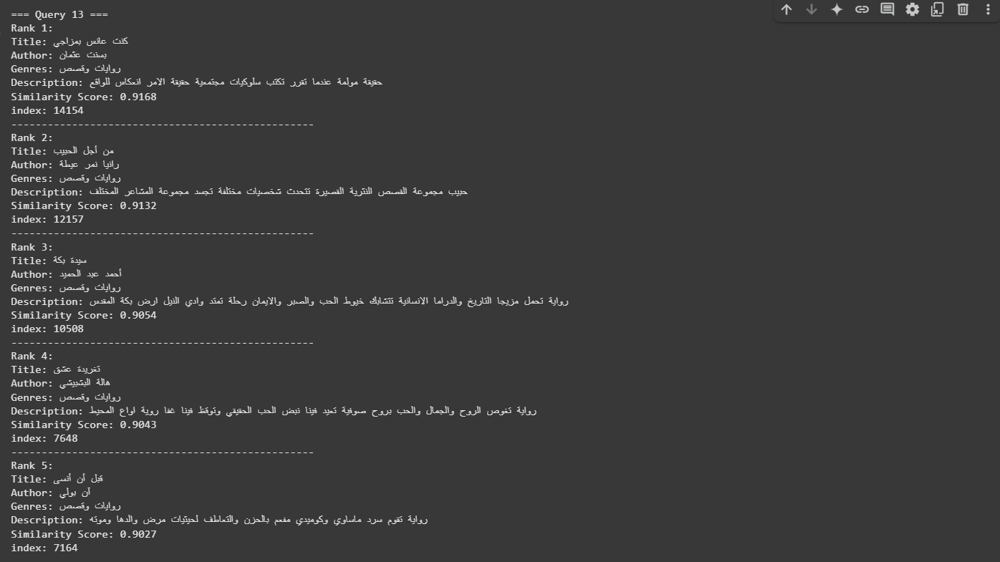 === Query 13 ===
Rank 1:
Title: كنت عانس بمزاجي
Author: بسنت عثمان
Genres: روايات وقصص
Description: حقيقة مولمة عندما تقرر تكتب سلوكيات مجتمعية حقيقة الامر انعكاس للواقع
Similarity Score: 0.9168
index: 14154
--------------------------------------------------
Rank 2:
Title: من أجل الحبيب
Author: رانيا نمر عيطة
Genres: روايات وقصص
Description: حبيب مجموعة القصص النثرية القصيرة تتحدث شخصيات مختلفة تجسد مجموعة المشاعر المختلف
Similarity Score: 0.9132
index: 12157
--------------------------------------------------
Rank 3:
Title: سيدة بكة
Author: أحمد عبد الحميد
Genres: روايات وقصص
Description: رواية تحمل مزيجا التاريخ والدراما الانسانية تتشابك خيوط الحب والصبر والايمان رحلة تمتد وادي النيل ارض بكة المقدس
Similarity Score: 0.9054
index: 10508
--------------------------------------------------
Rank 4:
Title: تغريدة عشق
Author: هالة البشبيشي
Genres: روايات وقصص
Description: رواية تغوص الروح والجمال والحب بروح صوفية تعيد فينا نبض الحب الحقيقي وتوقظ فينا غفا روية اواع المحيط
Similarity Score: 0.9043
index: 7648
--------------------------------------------------
Rank 5:
Title: قبل أن أنسى
Author: آن بولي
Genres: روايات وقصص
Description: رواية تقوم سرد ماساوي وكوميدي مفعم بالحزن والتعاطف لحيثيات مرض والدها وموته
Similarity Score: 0.9027
index: 7164